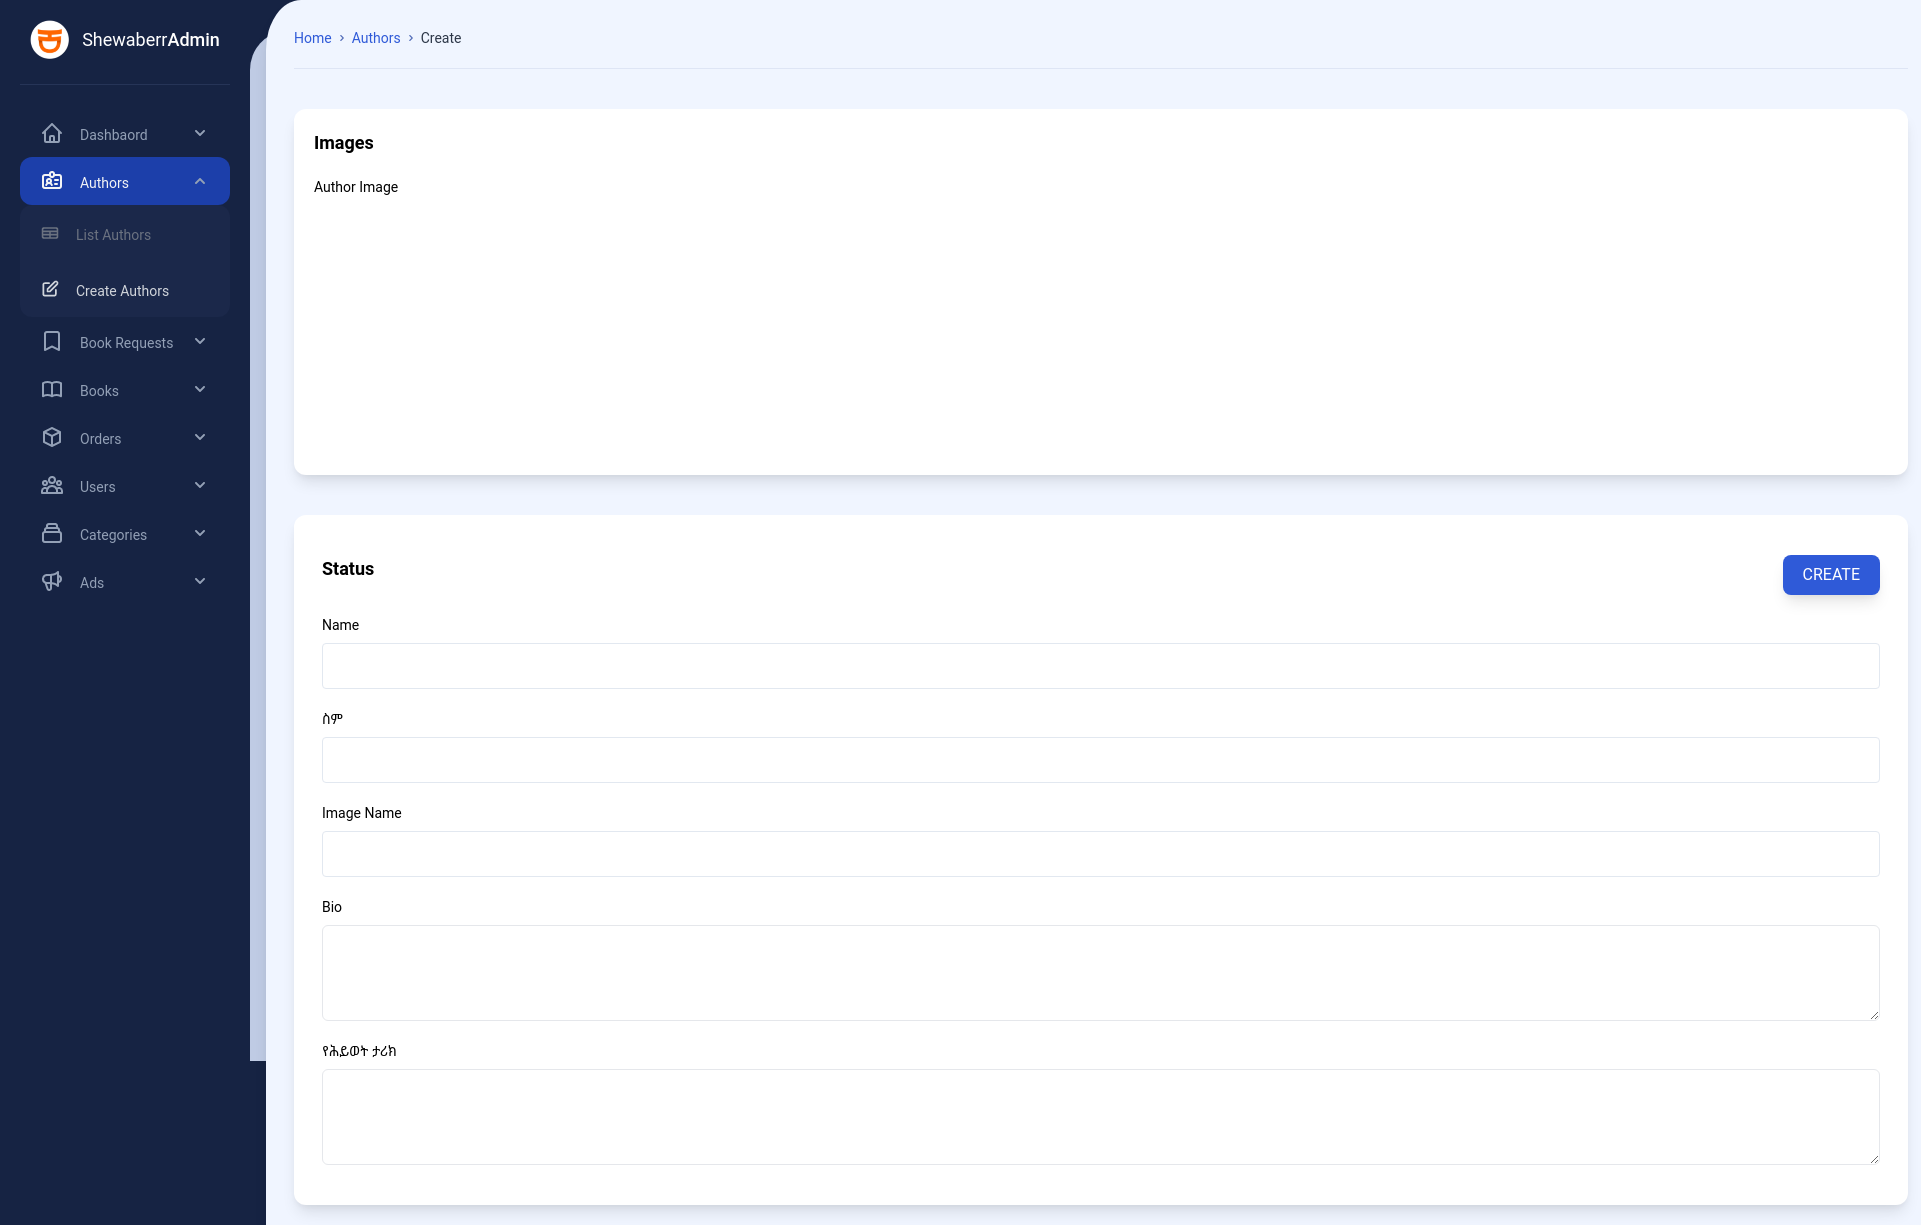 ShewaberrAdmin
Home > Authors > Create
Dashbaord
Authors
List Authors
Create Authors
Book Requests
Books
Orders
Users
Categories
Ads
Images
Author Image
Status
CREATE
Name
ስም
Image Name
Bio
የሕይወት ታሪክ